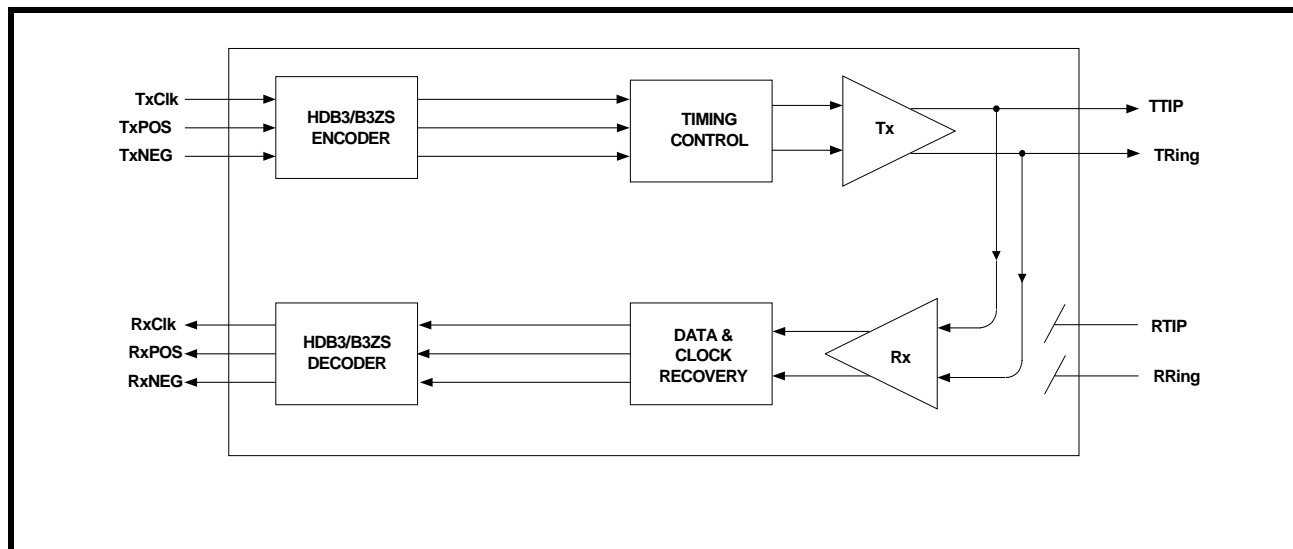 TxClk
TxPOS
TxNEG
HDB3/B3ZS
ENCODER
TIMING
CONTROL
Tx
TTIP
TRing
RxClk
RxPOS
RxNEG
HDB3/B3ZS
DECODER
DATA &
CLOCK
RECOVERY
Rx
RTIP
RRing